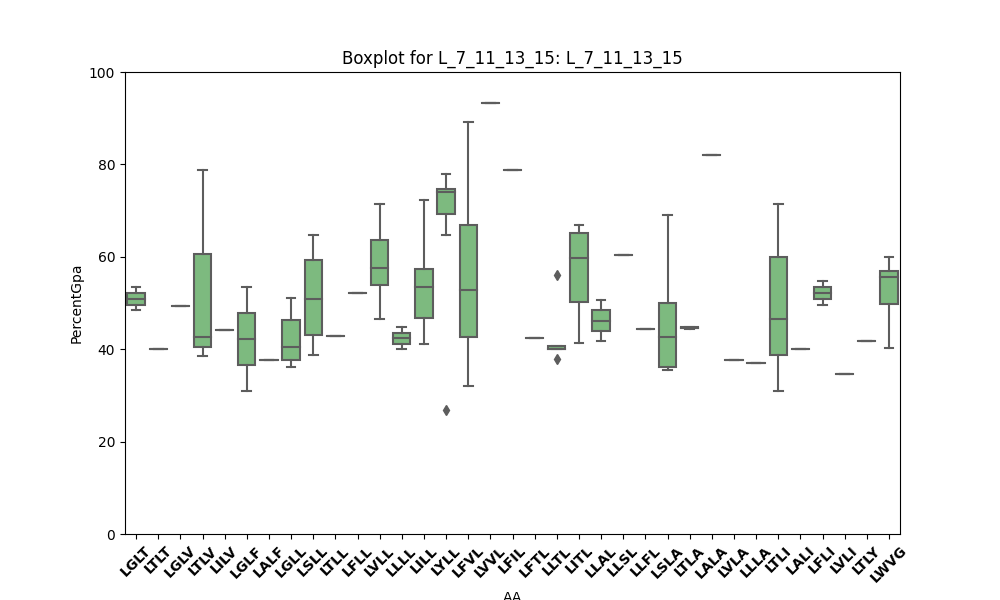 Boxplot for L_7_11_13_15: L_7_11_13_15
PercentGpa
100
80
60
40
20
0
LGLT
LTLT
LGLV
LTLV
LILV
LGLF
LALF
LGLL
LSLL
LTLL
LFLL
LVLL
LLLL
LILL
LYLL
LFVL
LVVL
LFIL
LFTL
LLTL
LITL
LLAL
LLSL
LLFL
LSLA
LTLA
LALA
LVLA
LLLA
LTLI
LALI
LFLI
LVLI
LTLY
LWVG
AA